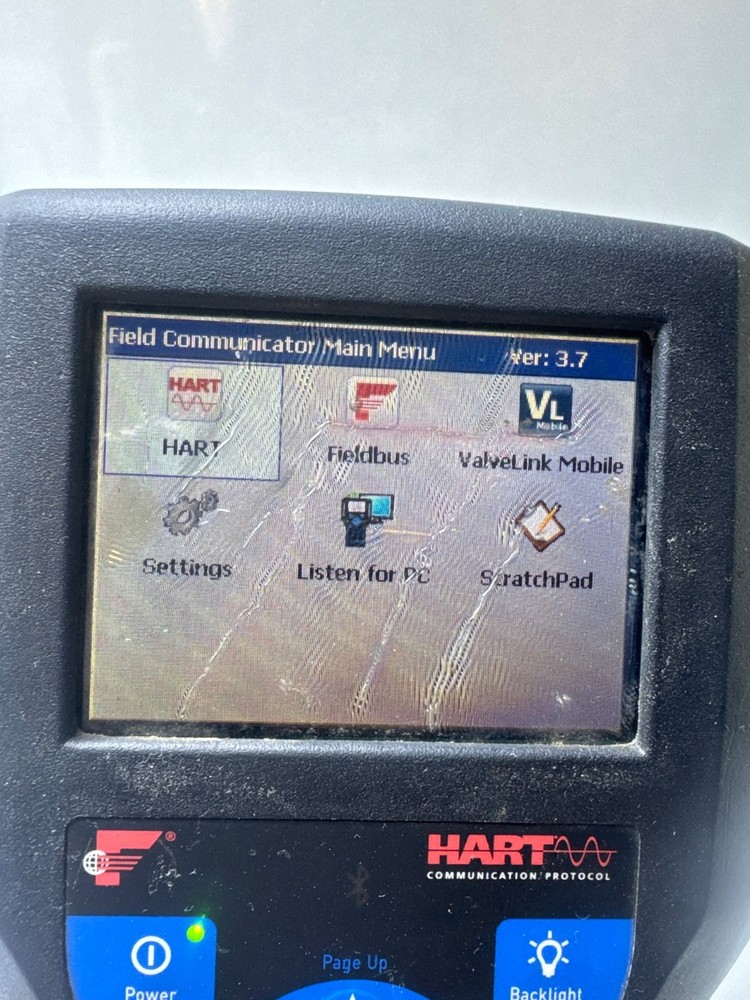 Field Communicator Main Menu Ver: 3.7
HART
HART
Fieldbus
VL
Mobile
ValveLink Mobile
Settings
Listen for PC
ScratchPad
®
HART
COMMUNICATION PROTOCOL
Power
Page Up
Backlight